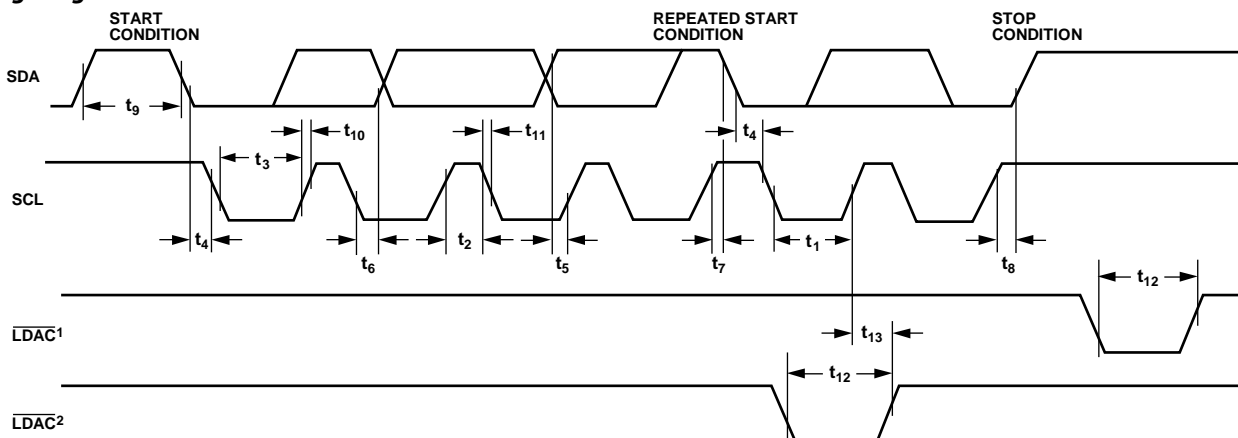 START
CONDITION
REPEATED START
CONDITION
STOP
CONDITION
SDA
t9
t10
t11
t4
t3
SCL
t4
t6
t2
t5
t7
t1
t8
t12
LDAC1
t13
t12
LDAC2